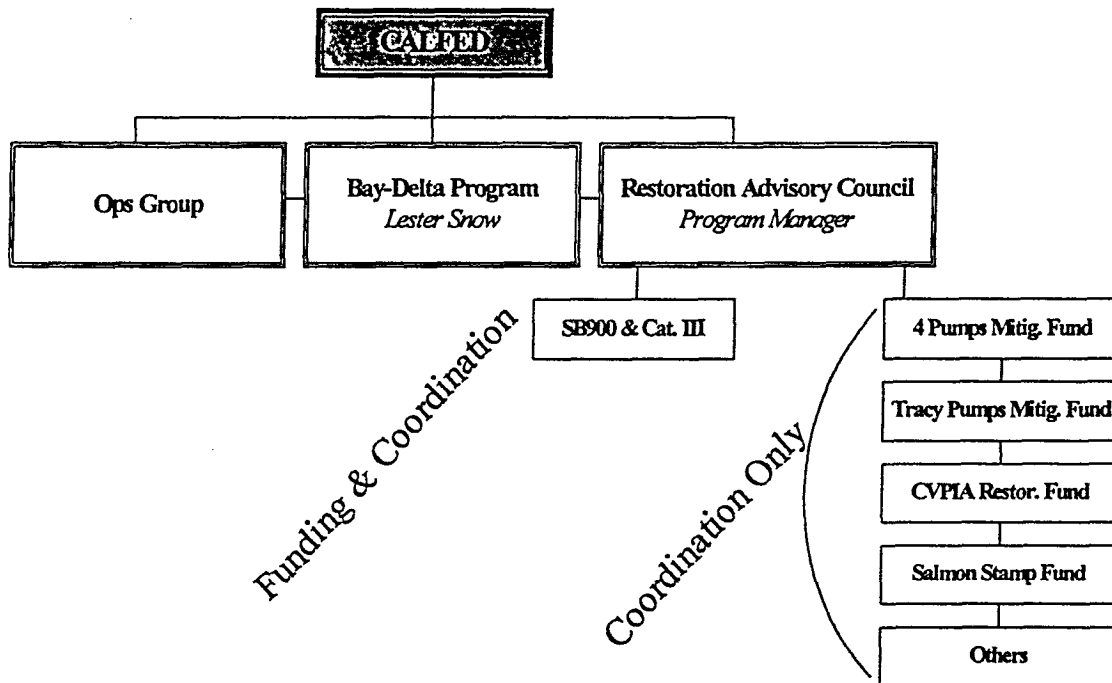 CALFED
Ops Group
Bay-Delta Program
Lester Snow
Restoration Advisory Council
Program Manager
SB900 & Cat. III
Funding & Coordination
4 Pumps Mitig. Fund
Tracy Pumps Mitig. Fund
CVPIA Restor. Fund
Salmon Stamp Fund
Others
Coordination Only